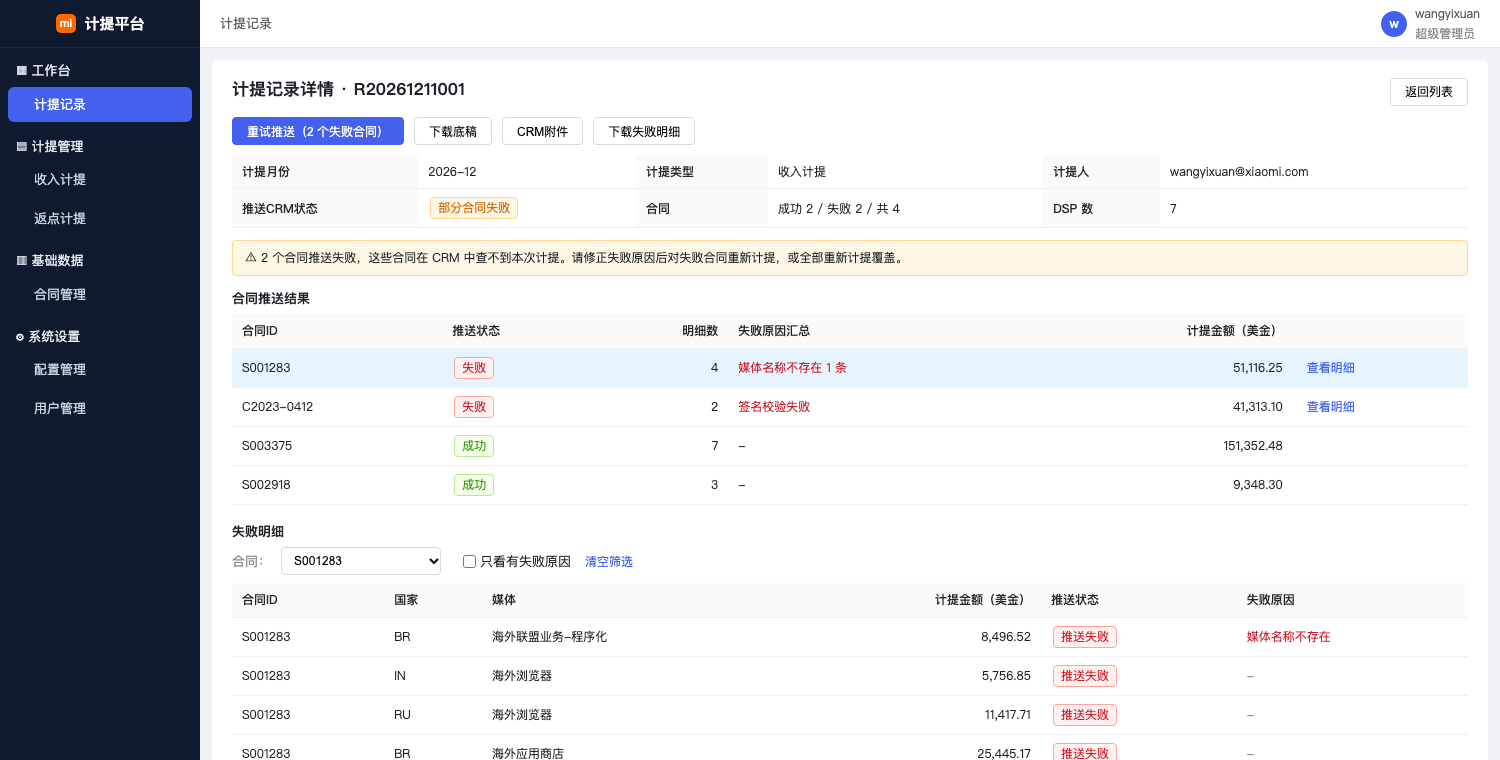 mi 计提平台
计提记录
w
wangyixuan
超级管理员
工作台
计提记录
计提管理
收入计提
返点计提
基础数据
合同管理
系统设置
配置管理
用户管理
计提记录详情 · R20261211001
返回列表
重试推送（2 个失败合同） 下载底稿 CRM附件 下载失败明细
计提月份 2026-12 计提类型 收入计提 计提人 wangyixuan@xiaomi.com
推送CRM状态 部分合同失败 合同 成功 2 / 失败 2 / 共 4 DSP 数 7
⚠ 2 个合同推送失败，这些合同在 CRM 中查不到本次计提。请修正失败原因后对失败合同重新计提，或全部重新计提覆盖。
合同推送结果
合同ID 推送状态 明细数 失败原因汇总 计提金额（美金）
S001283 失败 4 媒体名称不存在 1 条 51,116.25 查看明细
C2023-0412 失败 2 签名校验失败 41,313.10 查看明细
S003375 成功 7 – 151,352.48
S002918 成功 3 – 9,348.30
失败明细
合同： S001283 只看有失败原因 清空筛选
合同ID 国家 媒体 计提金额（美金） 推送状态 失败原因
S001283 BR 海外联盟业务-程序化 8,496.52 推送失败 媒体名称不存在
S001283 IN 海外浏览器 5,756.85 推送失败 –
S001283 RU 海外浏览器 11,417.71 推送失败 –
S001283 BR 海外应用商店 25,445.17 推送失败 –